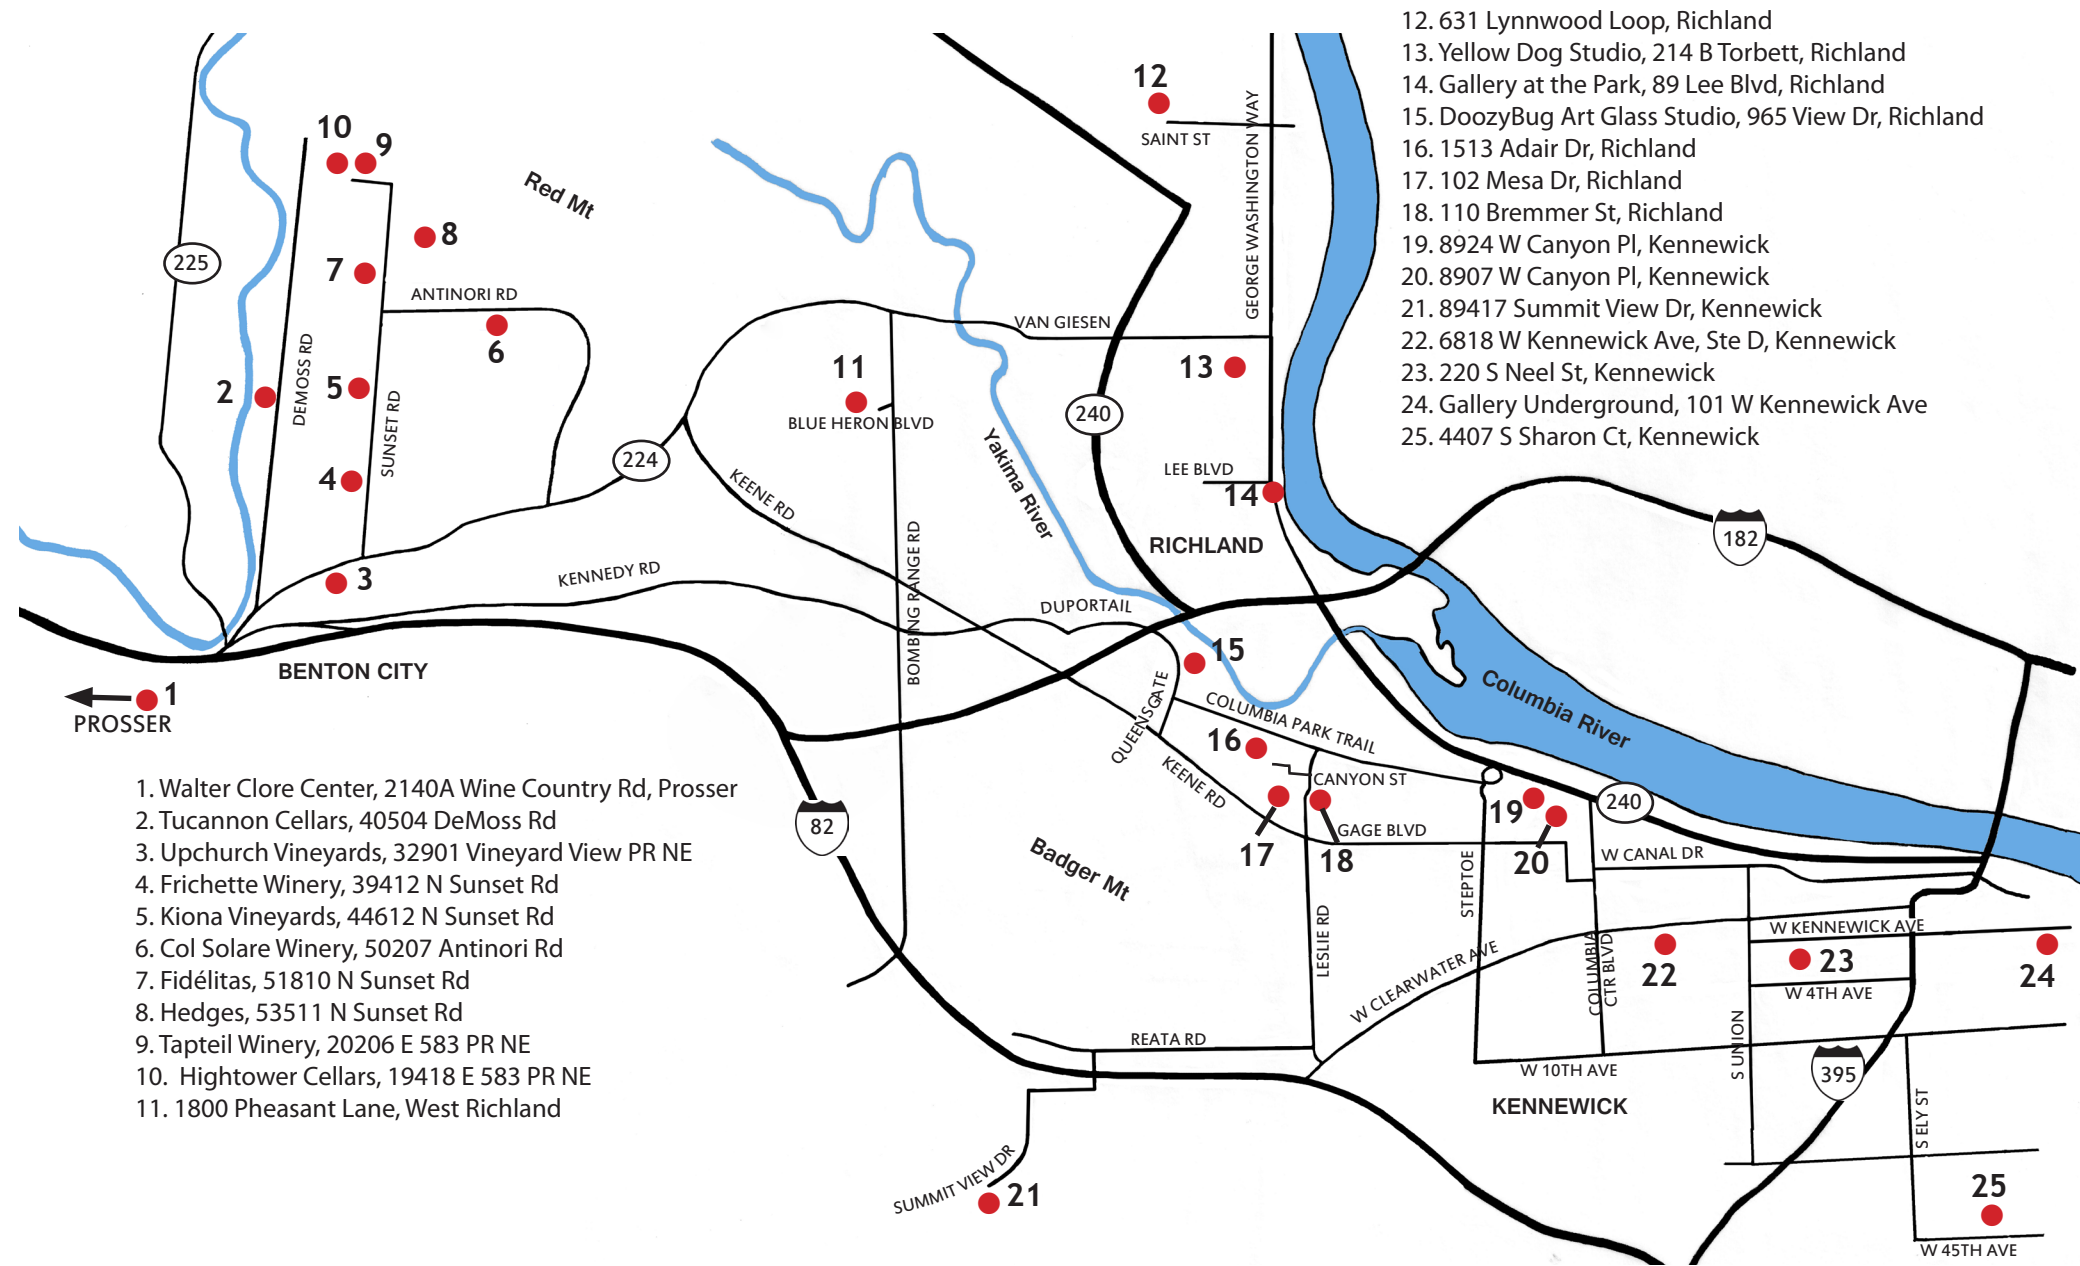 12. 631 Lynnwood Loop, Richland
13. Yellow Dog Studio, 214 B Torbett, Richland
14. Gallery at the Park, 89 Lee Blvd, Richland
15. DoozyBug Art Glass Studio, 965 View Dr, Richland
16. 1513 Adair Dr, Richland
17. 102 Mesa Dr, Richland
18. 110 Bremmer St, Richland
19. 8924 W Canyon Pl, Kennewick
20. 8907 W Canyon Pl, Kennewick
21. 89417 Summit View Dr, Kennewick
22. 6818 W Kennewick Ave, Ste D, Kennewick
23. 220 S Neel St, Kennewick
24. Gallery Underground, 101 W Kennewick Ave
25. 4407 S Sharon Ct, Kennewick
12
SAINT ST
GEORGE WASHINGTON WAY
10
9
Red Mt
8
225
7
ANTINORI RD
6
DEMOSS RD
2
5
SUNSET RD
4
3
224
KEENE RD
11
BLUE HERON BLVD
VAN GIESEN
13
240
Yakima River
LEE BLVD
14
RICHLAND
182
KENNEDY RD
BOMBING RANGE RD
DUPORTAIL
15
BENTON CITY
1
PROSSER
QUEENSGATE
COLUMBIA PARK TRAIL
Columbia River
16
CANYON ST
KEENE RD
17
18
GAGE BLVD
19
20
240
STEPTOE
W CANAL DR
82
Badger Mt
1. Walter Clore Center, 2140A Wine Country Rd, Prosser
2. Tucannon Cellars, 40504 DeMoss Rd
3. Upchurch Vineyards, 32901 Vineyard View PR NE
4. Frichette Winery, 39412 N Sunset Rd
5. Kiona Vineyards, 44612 N Sunset Rd
6. Col Solare Winery, 50207 Antinori Rd
7. Fidélitas, 51810 N Sunset Rd
8. Hedges, 53511 N Sunset Rd
9. Tapteil Winery, 20206 E 583 PR NE
10. Hightower Cellars, 19418 E 583 PR NE
11. 1800 Pheasant Lane, West Richland
LESLIE RD
W CLEARWATER AVE
COLUMBIA
CTR BLVD
22
W KENNEWICK AVE
23
W 4TH AVE
24
REATA RD
S UNION
W 10TH AVE
395
KENNEWICK
S ELY ST
SUMMIT VIEW DR
21
25
W 45TH AVE